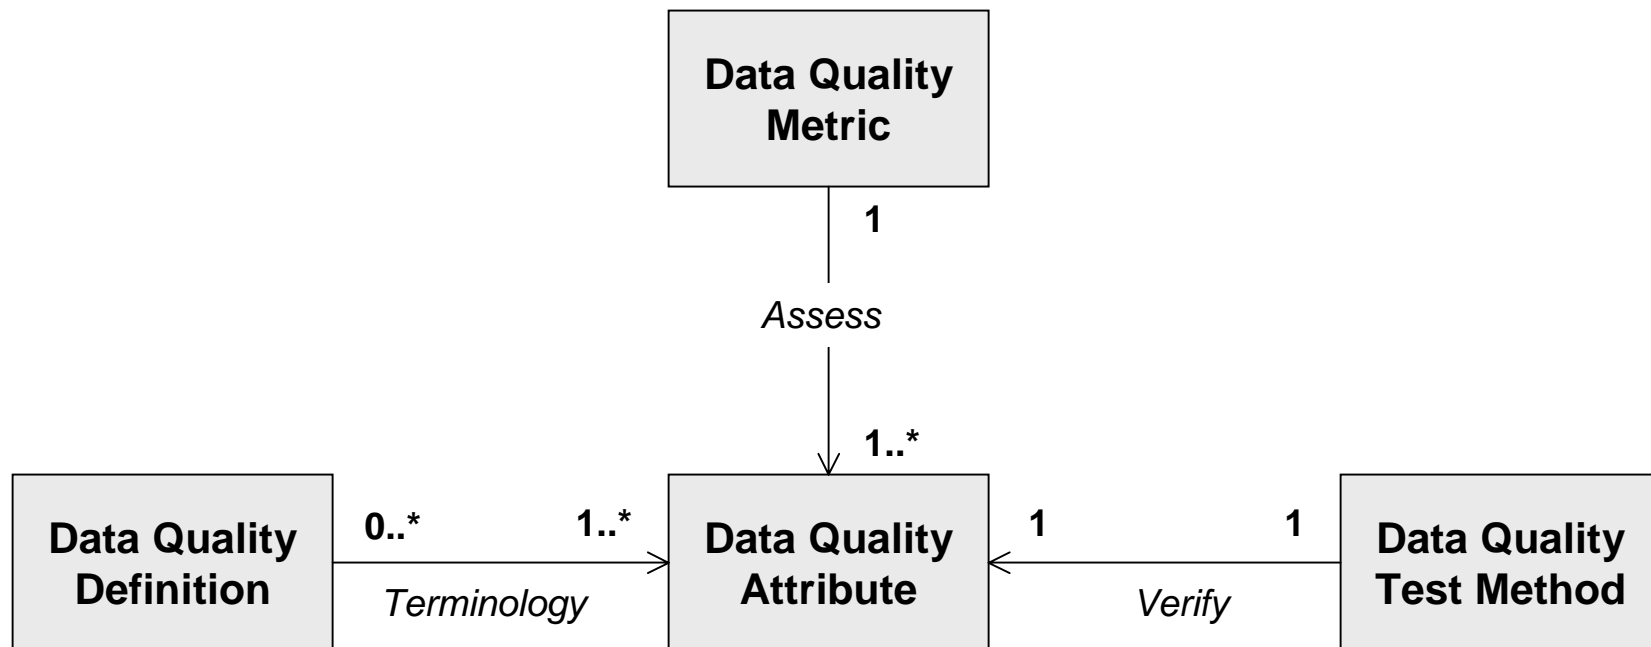 Data Quality
Metric
1
Assess
1..*
Data Quality
Definition
0..*
1..*
Terminology
Data Quality
Attribute
1
1
Verify
Data Quality
Test Method